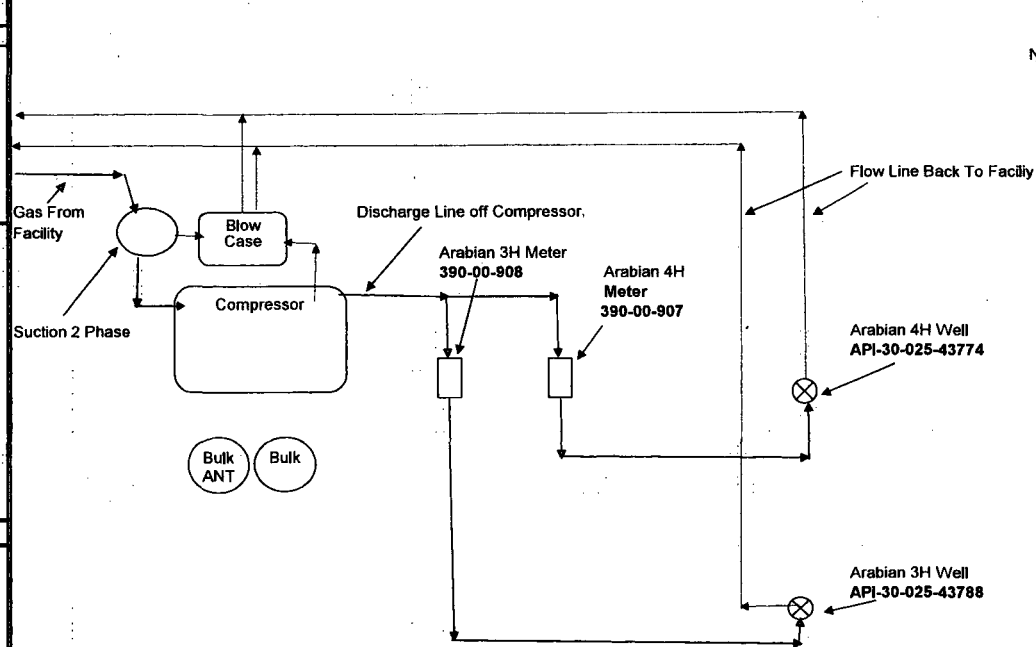 N
Flow Line Back To Faciliy
Gas From
Facility
Blow
Case
Discharge Line off Compressor.
Arabian 3H Meter
390-00-908
Arabian 4H
Meter
390-00-907
Compressor
Suction 2 Phase
Arabian 4H Well
API-30-025-43774
Bulk
ANT
Bulk
Arabian 3H Well
API-30-025-43788